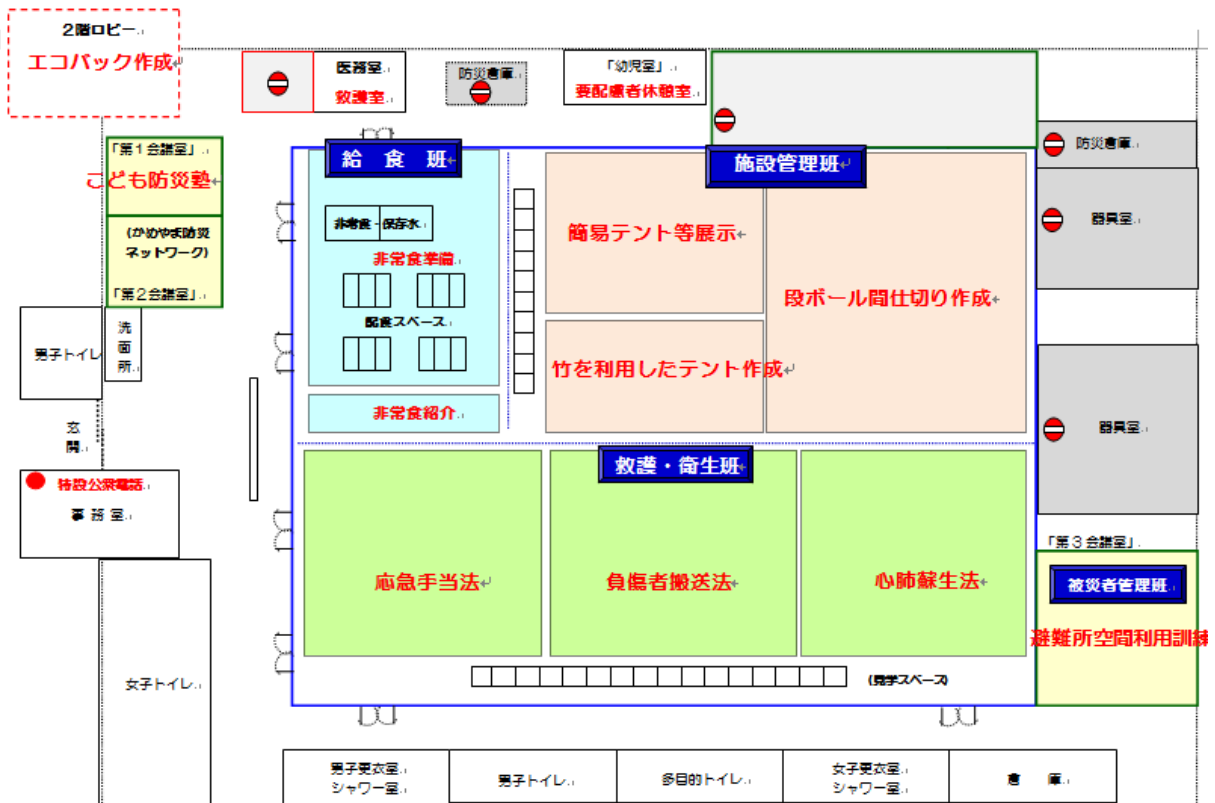 ２階ロビー
エコバック作成
医務室
救護室
防災倉庫
「幼児室」
要配慮者休憩室
「第１会議室」
こども防災塾
(かめやま防災
ネットワーク)
「第２会議室」
給 食 班
非常食・保存水
非常食準備
配食スペース
非常食紹介
施設管理班
簡易テント等展示
段ボール間仕切り作成
竹を利用したテント作成
防災倉庫
器具室
器具室
男子トイレ
洗
面
所
玄
関
特設公衆電話
事 務 室
女子トイレ
救護・衛生班
応急手当法
負傷者搬送法
心肺蘇生法
(見学スペース)
「第３会議室」
被災者管理班
避難所空間利用訓練
男子更衣室
シャワー室
男子トイレ
多目的トイレ
女子更衣室
シャワー室
倉 庫